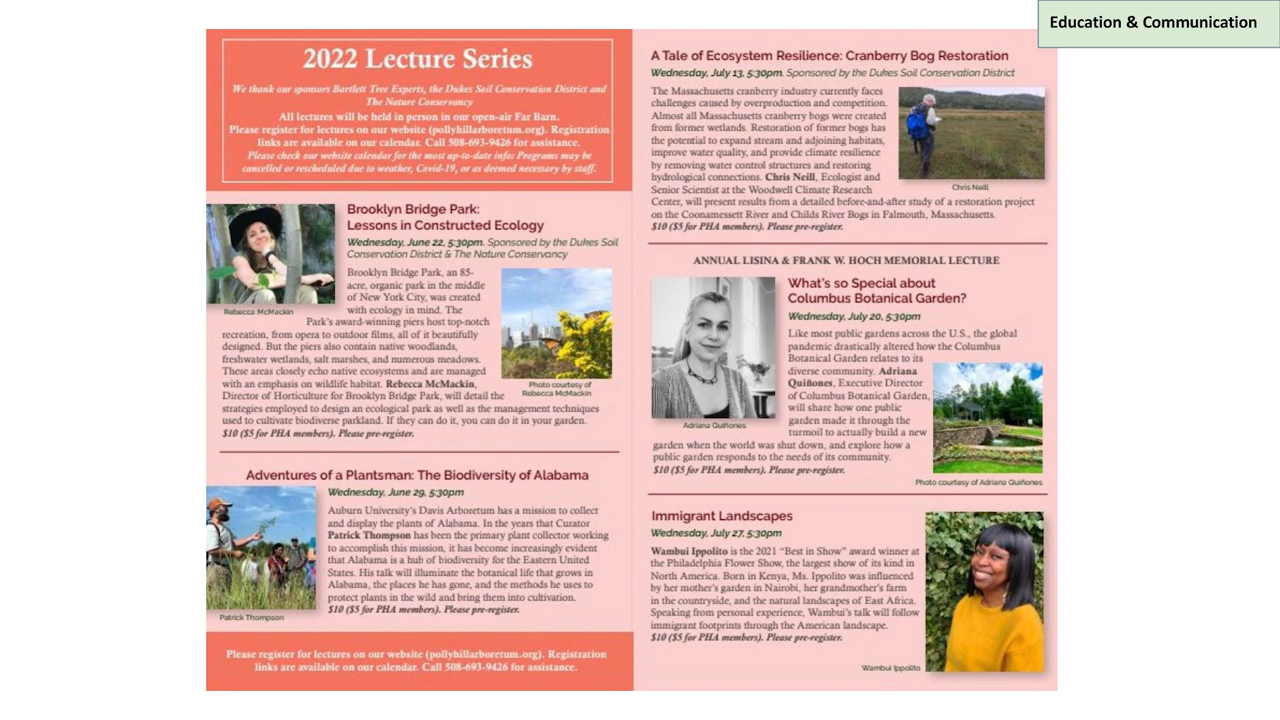 Education & Communication
2022 Lecture Series
We thank our sponsors Bartlett Tree Experts, the Dukes Soil Conservation District and
The Nature Conservancy
All lectures will be held in person in our open-air Far Barn.
Please register for lectures on our website (pollyhillarboretum.org). Registration
links are available on our calendar. Call 508-693-9426 for assistance.
Please check our website calendar for the most up-to-date info: Programs may be
cancelled or rescheduled due to weather, Covid-19, or as deemed necessary by staff.
Brooklyn Bridge Park:
Lessons in Constructed Ecology
Wednesday, June 22, 5:30pm. Sponsored by the Dukes Soil
Conservation District & The Nature Conservancy
Rebecca McMackin
Brooklyn Bridge Park, an 85-
acre, organic park in the middle
of New York City, was created
with ecology in mind. The
Park's award-winning piers host top-notch
recreation, from opera to outdoor films, all of it beautifully
designed. But the piers also contain native woodlands,
freshwater wetlands, salt marshes, and numerous meadows.
These areas closely echo native ecosystems and are managed
with an emphasis on wildlife habitat. Rebecca McMackin,
Director of Horticulture for Brooklyn Bridge Park, will detail the
strategies employed to design an ecological park as well as the management techniques
used to cultivate biodiverse parkland. If they can do it, you can do it in your garden.
$10 ($5 for PHA members). Please pre-register.
Photo courtesy of
Rebecca McMackin
Adventures of a Plantsman: The Biodiversity of Alabama
Wednesday, June 29, 5:30pm
Auburn University's Davis Arboretum has a mission to collect
and display the plants of Alabama. In the years that Curator
Patrick Thompson has been the primary plant collector working
to accomplish this mission, it has become increasingly evident
that Alabama is a hub of biodiversity for the Eastern United
States. His talk will illuminate the botanical life that grows in
Alabama, the places he has gone, and the methods he uses to
protect plants in the wild and bring them into cultivation.
$10 ($5 for PHA members). Please pre-register.
Patrick Thompson
Please register for lectures on our website (pollyhillarboretum.org). Registration
links are available on our calendar. Call 508-693-9426 for assistance.
A Tale of Ecosystem Resilience: Cranberry Bog Restoration
Wednesday, July 13, 5:30pm. Sponsored by the Dukes Soil Conservation District
The Massachusetts cranberry industry currently faces
challenges caused by overproduction and competition.
Almost all Massachusetts cranberry bogs were created
from former wetlands. Restoration of former bogs has
the potential to expand stream and adjoining habitats,
improve water quality, and provide climate resilience
by removing water control structures and restoring
hydrological connections. Chris Neill, Ecologist and
Senior Scientist at the Woodwell Climate Research
Center, will present results from a detailed before-and-after study of a restoration project
on the Coonamessett River and Childs River Bogs in Falmouth, Massachusetts.
$10 ($5 for PHA members). Please pre-register.
Chris Neill
ANNUAL LISINA & FRANK W. HOCH MEMORIAL LECTURE
What's so Special about
Columbus Botanical Garden?
Wednesday, July 20, 5:30pm
Like most public gardens across the U.S., the global
pandemic drastically altered how the Columbus
Botanical Garden relates to its
diverse community. Adriana
Quiñones, Executive Director
of Columbus Botanical Garden,
will share how one public
garden made it through the
turmoil to actually build a new
garden when the world was shut down, and explore how a
public garden responds to the needs of its community.
$10 ($5 for PHA members). Please pre-register.
Adriana Quiñones
Photo courtesy of Adriana Quiñones
Immigrant Landscapes
Wednesday, July 27, 5:30pm
Wambui Ippolito is the 2021 "Best in Show" award winner at
the Philadelphia Flower Show, the largest show of its kind in
North America. Born in Kenya, Ms. Ippolito was influenced
by her mother's garden in Nairobi, her grandmother's farm
in the countryside, and the natural landscapes of East Africa.
Speaking from personal experience, Wambui's talk will follow
immigrant footprints through the American landscape.
$10 ($5 for PHA members). Please pre-register.
Wambui Ippolito